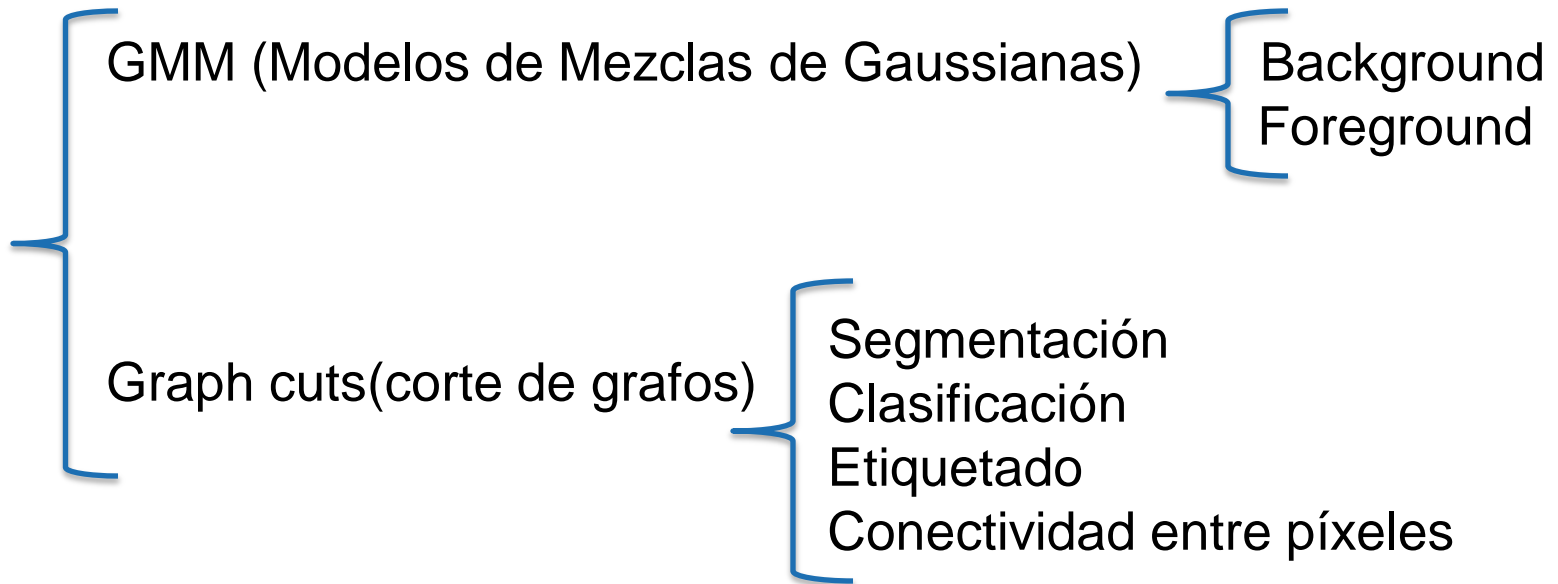 GMM (Modelos de Mezclas de Gaussianas)
Background
Foreground
Graph cuts(corte de grafos)
Segmentación
Clasificación
Etiquetado
Conectividad entre píxeles